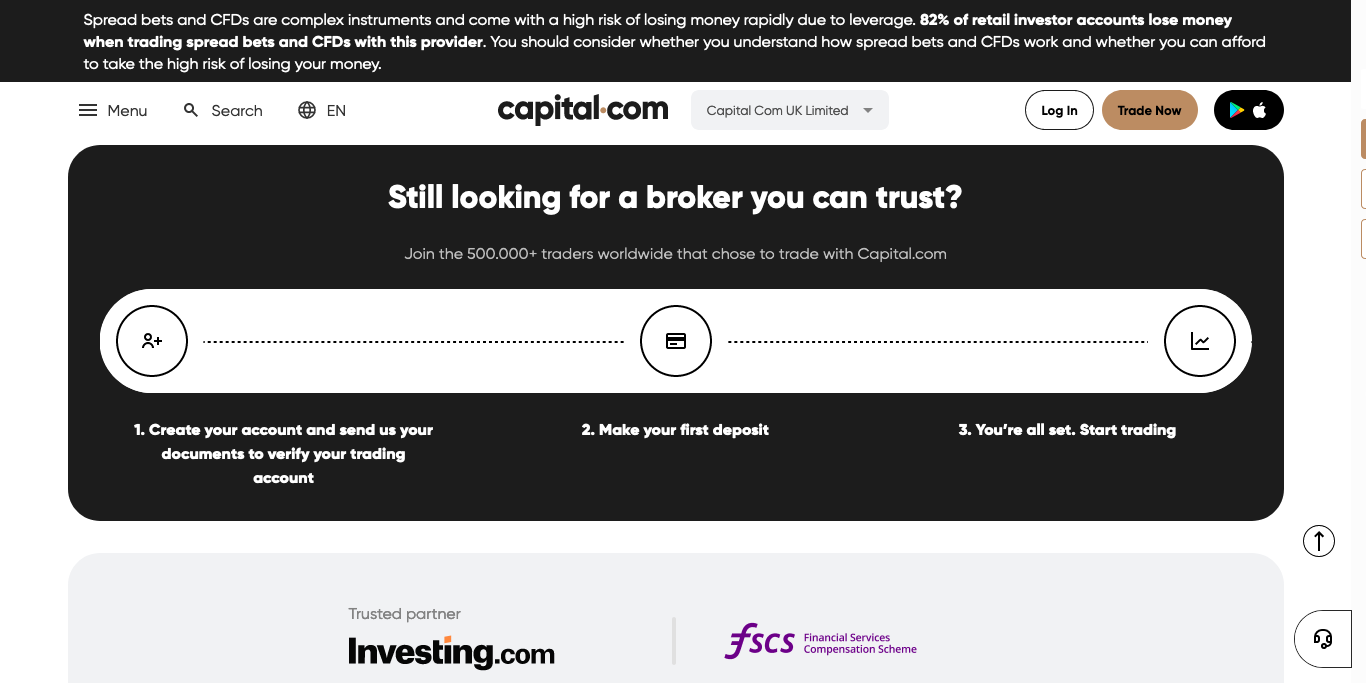 Spread bets and CFDs are complex instruments and come with a high risk of losing money rapidly due to leverage. 82% of retail investor accounts lose money
when trading spread bets and CFDs with this provider. You should consider whether you understand how spread bets and CFDs work and whether you can afford
to take the high risk of losing your money.
Menu
Search
EN
capital.com
Capital Com UK Limited
Log In
Trade Now
Still looking for a broker you can trust?
Join the 500.000+ traders worldwide that chose to trade with Capital.com
1. Create your account and send us your
documents to verify your trading
account
2. Make your first deposit
3. You’re all set. Start trading
Trusted partner
Investing.com
fscs
Financial Services
Compensation Scheme